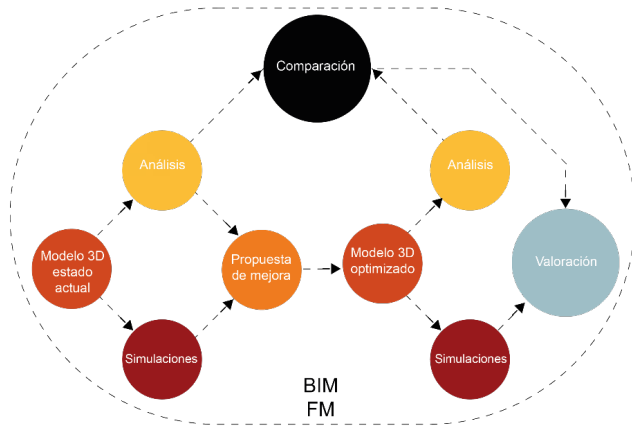 Comparación
Análisis
Análisis
Modelo 3D
estado
actual
Propuesta
de mejora
Modelo 3D
optimizado
Valoración
Simulaciones
Simulaciones
BIM
FM